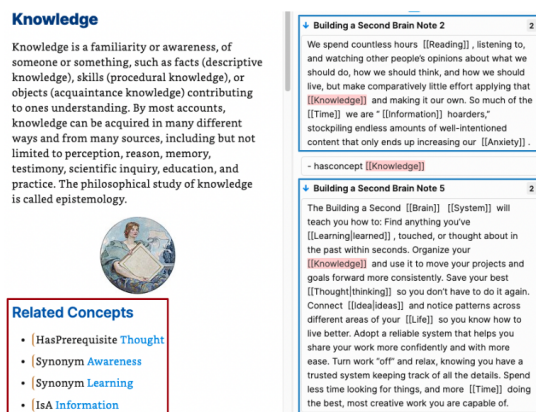 Knowledge
Knowledge is a familiarity or awareness, of
someone or something, such as facts (descriptive
knowledge), skills (procedural knowledge), or
objects (acquaintance knowledge) contributing
to ones understanding. By most accounts,
knowledge can be acquired in many different
ways and from many sources, including but not
limited to perception, reason, memory,
testimony, scientific inquiry, education, and
practice. The philosophical study of knowledge
is called epistemology.
Related Concepts
• (HasPrerequisite Thought
• (Synonym Awareness
• (Synonym Learning
• (IsA Information
↓ Building a Second Brain Note 2 2
We spend countless hours [[Reading]] , listening to,
and watching other people's opinions about what we
should do, how we should think, and how we should
live, but make comparatively little effort applying that
[[Knowledge]] and making it our own. So much of the
[[Time]] we are " [[Information]] hoarders,"
stockpiling endless amounts of well-intentioned
content that only ends up increasing our [[Anxiety]] .
- hasconcept [[Knowledge]]
↓ Building a Second Brain Note 5 2
The Building a Second [[Brain]] [[System]] will
teach you how to: Find anything you've
[[Learning|learned]] , touched, or thought about in
the past within seconds. Organize your
[[Knowledge]] and use it to move your projects and
goals forward more consistently. Save your best
[[Thought|thinking]] so you don't have to do it again.
Connect [[Idea|ideas]] and notice patterns across
different areas of your [[Life]] so you know how to
live better. Adopt a reliable system that helps you
share your work more confidently and with more
ease. Turn work "off" and relax, knowing you have a
trusted system keeping track of all the details. Spend
less time looking for things, and more [[Time]] doing
the best, most creative work you are capable of.